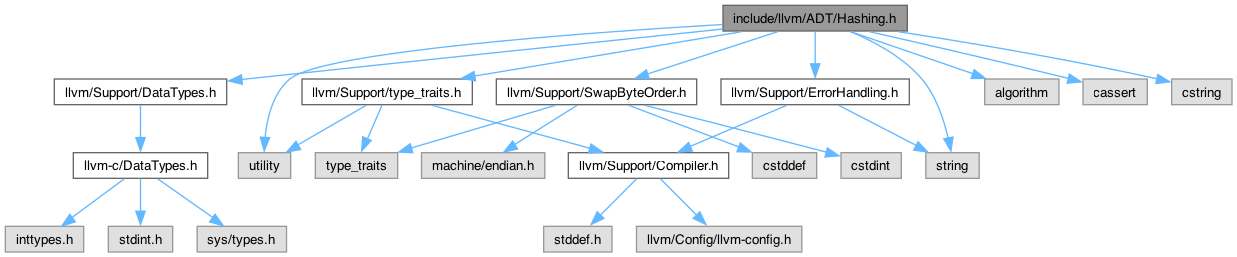 include/llvm/ADT/Hashing.h
llvm/Support/DataTypes.h
llvm/Support/type_traits.h
llvm/Support/SwapByteOrder.h
llvm/Support/ErrorHandling.h
algorithm
cassert
cstring
llvm-c/DataTypes.h
utility
type_traits
machine/endian.h
llvm/Support/Compiler.h
cstddef
cstdint
string
inttypes.h
stdint.h
sys/types.h
stddef.h
llvm/Config/llvm-config.h